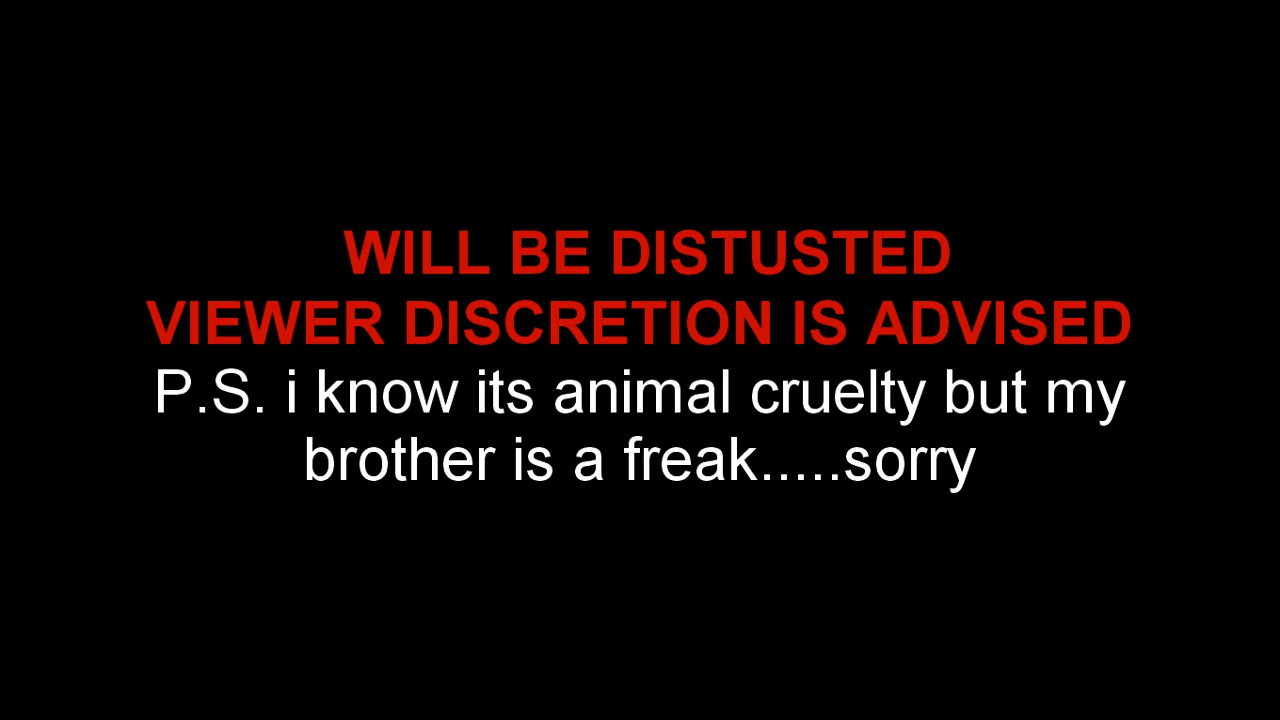 WILL BE DISTUSTED
VIEWER DISCRETION IS ADVISED
P.S. i know its animal cruelty but my
brother is a freak.....sorry